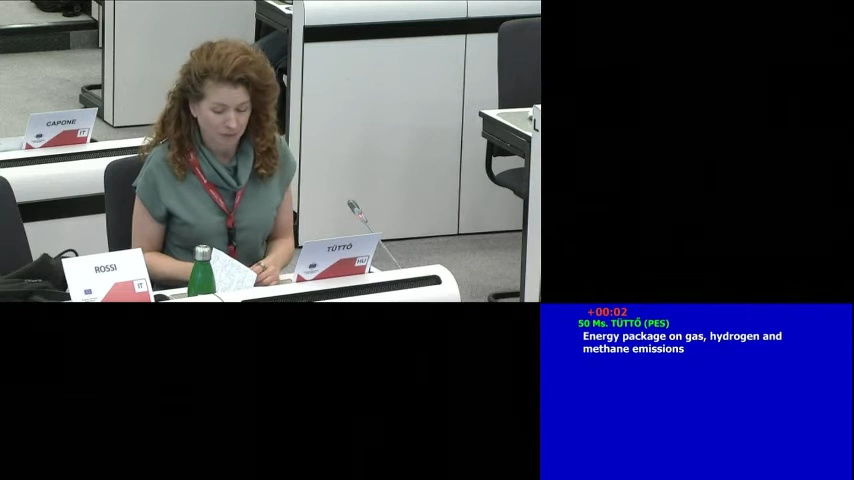 CAPONE
IT
ROSSI
IT
TÜTTŐ
HU
+00:02
50 Ms. TÜTTŐ (PES)
Energy package on gas, hydrogen and
methane emissions